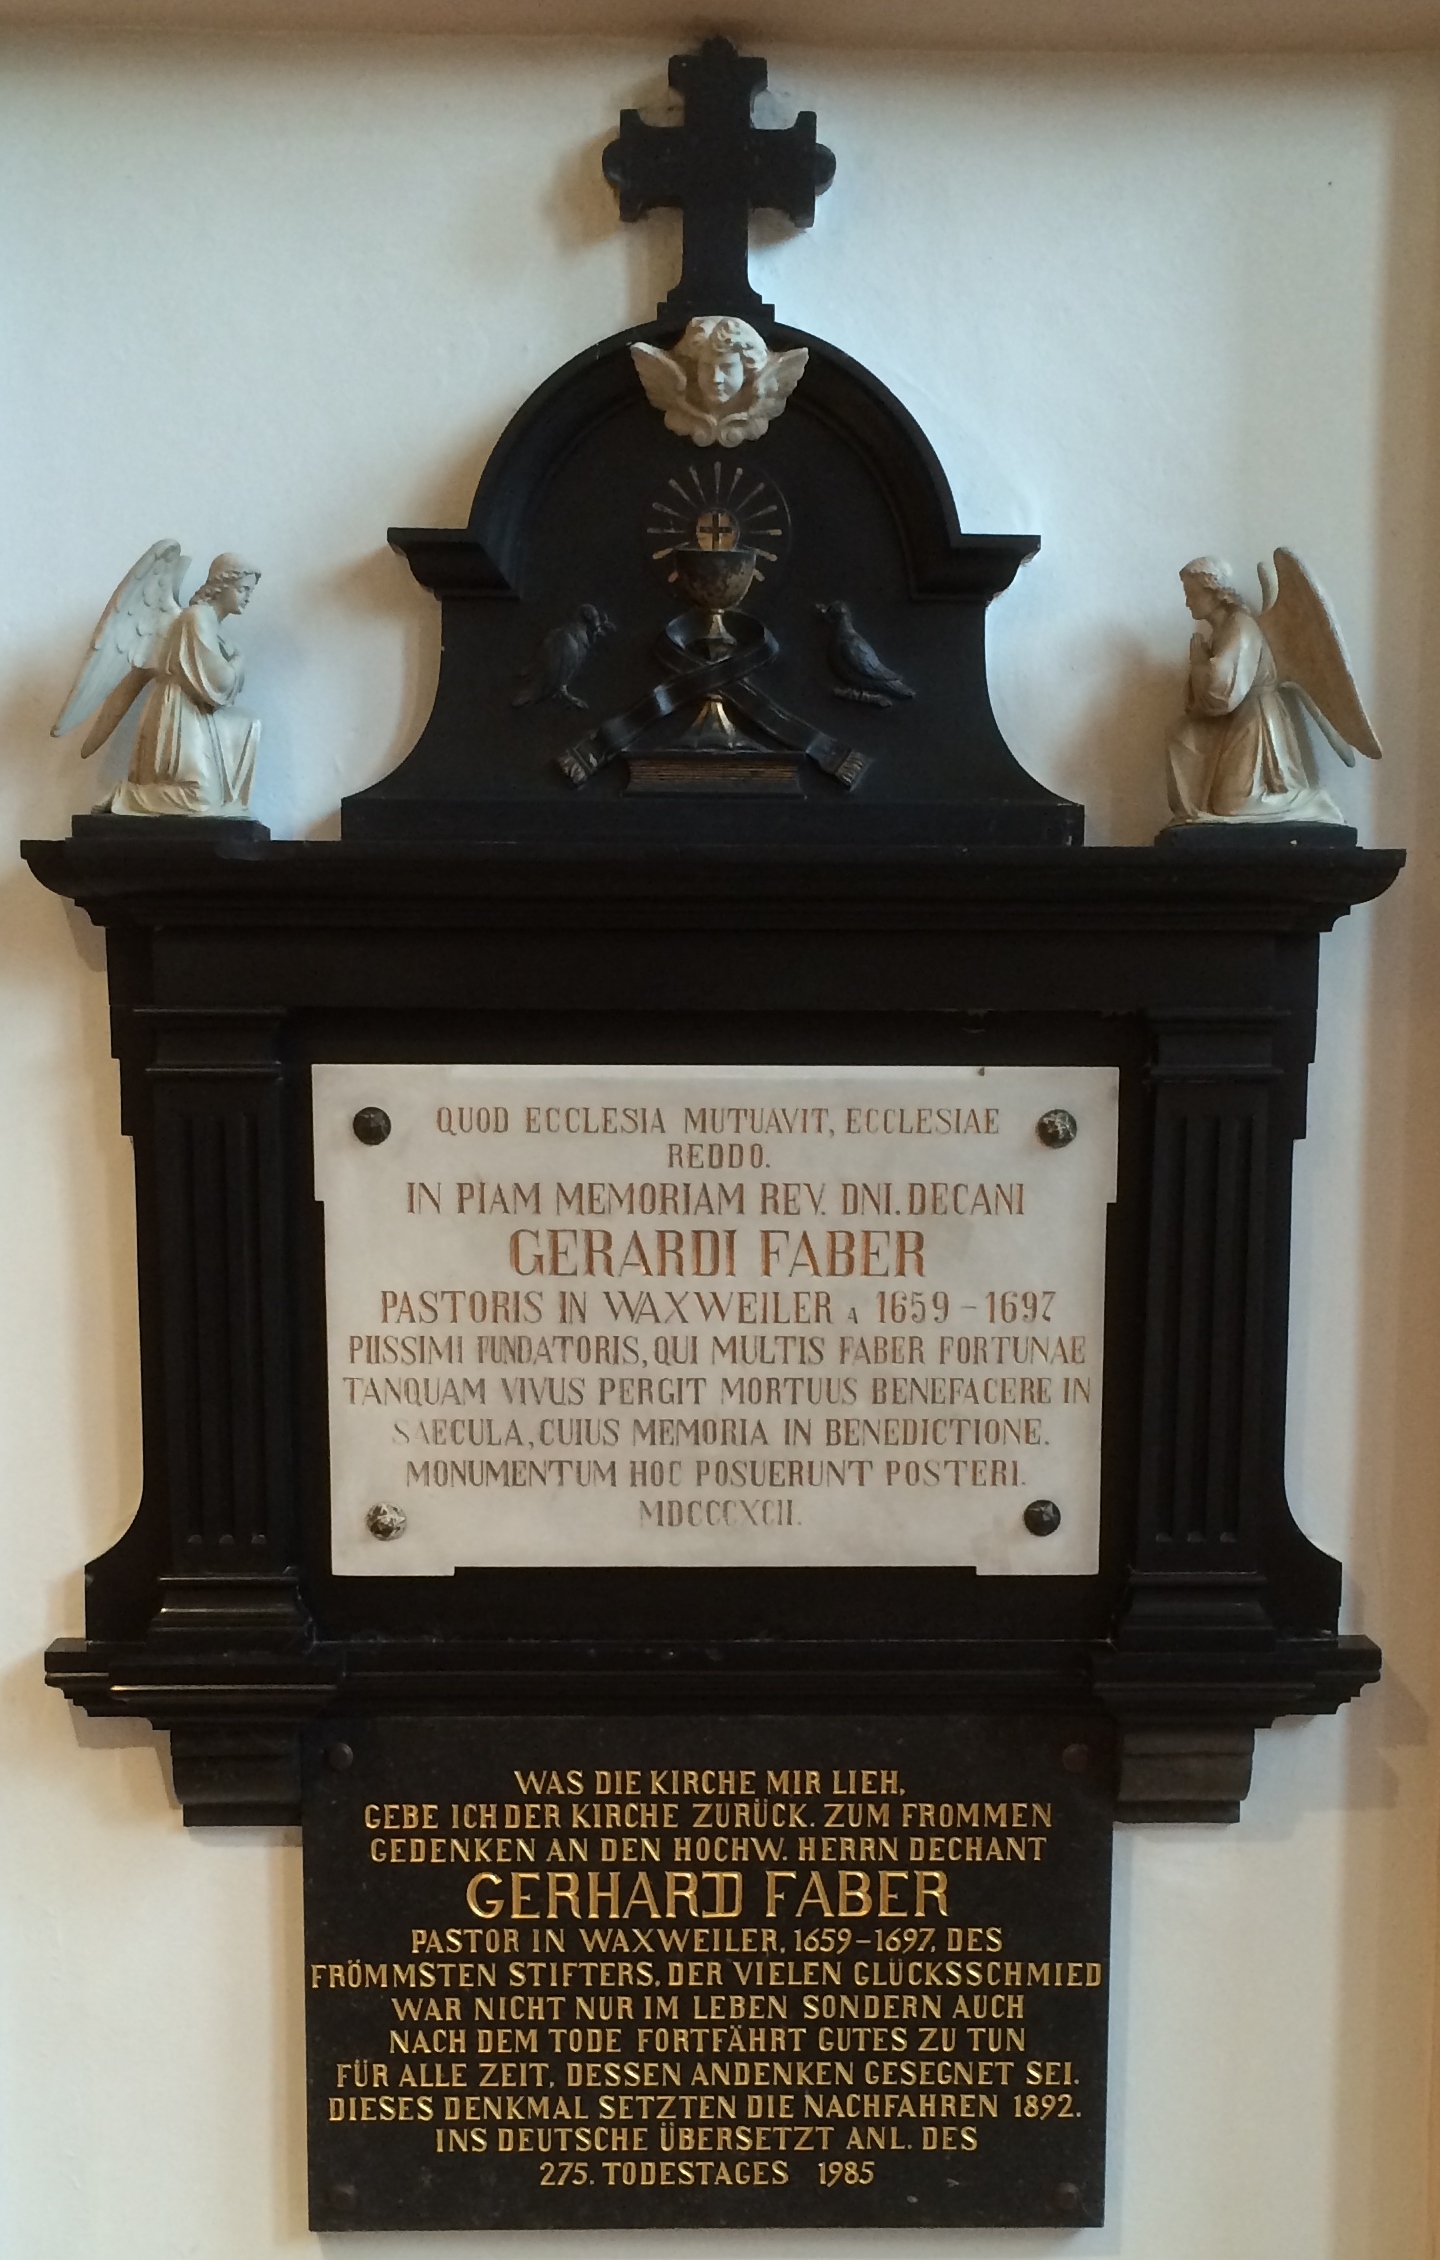 QUOD ECCLESIA MUTUAVIT, ECCLESIAE
REDDO.
IN PIAM MEMORIAM REV. DNI. DECANI
GERARDI FABER
PASTORIS IN WAXWEILER A 1659-1697
PIISSIMI FUNDATORIS, QUI MULTIS FABER FORTUNAE
TANQUAM VIVUS PERGIT MORTUUS BENEFACERE IN
SAECULA, CUIUS MEMORIA IN BENEDICTIONE.
MONUMENTUM HOC POSUERUNT POSTERI.
MDCCCXCII.
WAS DIE KIRCHE MIR LIEH,
GEBE ICH DER KIRCHE ZURÜCK. ZUM FROMMEN
GEDENKEN AN DEN HOCHW. HERRN DECHANT
GERHARD FABER
PASTOR IN WAXWEILER, 1659-1697, DES
FRÖMMSTEN STIFTERS, DER VIELEN GLÜCKSSCHMIED
WAR NICHT NUR IM LEBEN SONDERN AUCH
NACH DEM TODE FORTFÄHRT GUTES ZU TUN
FÜR ALLE ZEIT, DESSEN ANDENKEN GESEGNET SEI.
DIESES DENKMAL SETZTEN DIE NACHFAHREN 1892.
INS DEUTSCHE ÜBERSETZT ANL. DES
275. TODESTAGES 1985